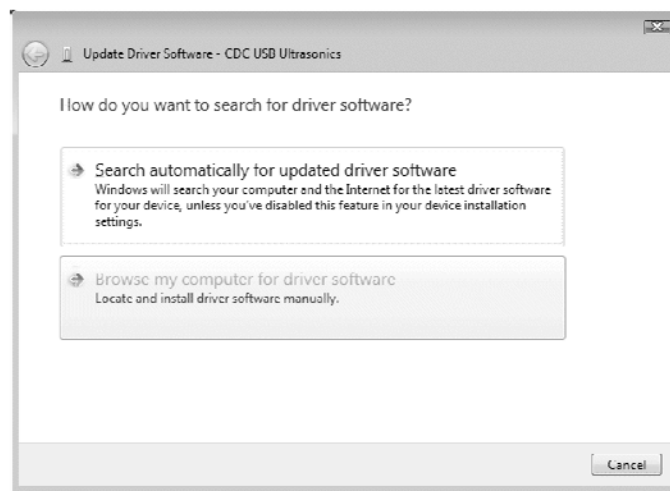 Update Driver Software - CDC USB Ultrasonics
How do you want to search for driver software?
Search automatically for updated driver software
Windows will search your computer and the Internet for the latest driver software
for your device, unless you've disabled this feature in your device installation
settings.
Browse my computer for driver software
Locate and install driver software manually.
Cancel